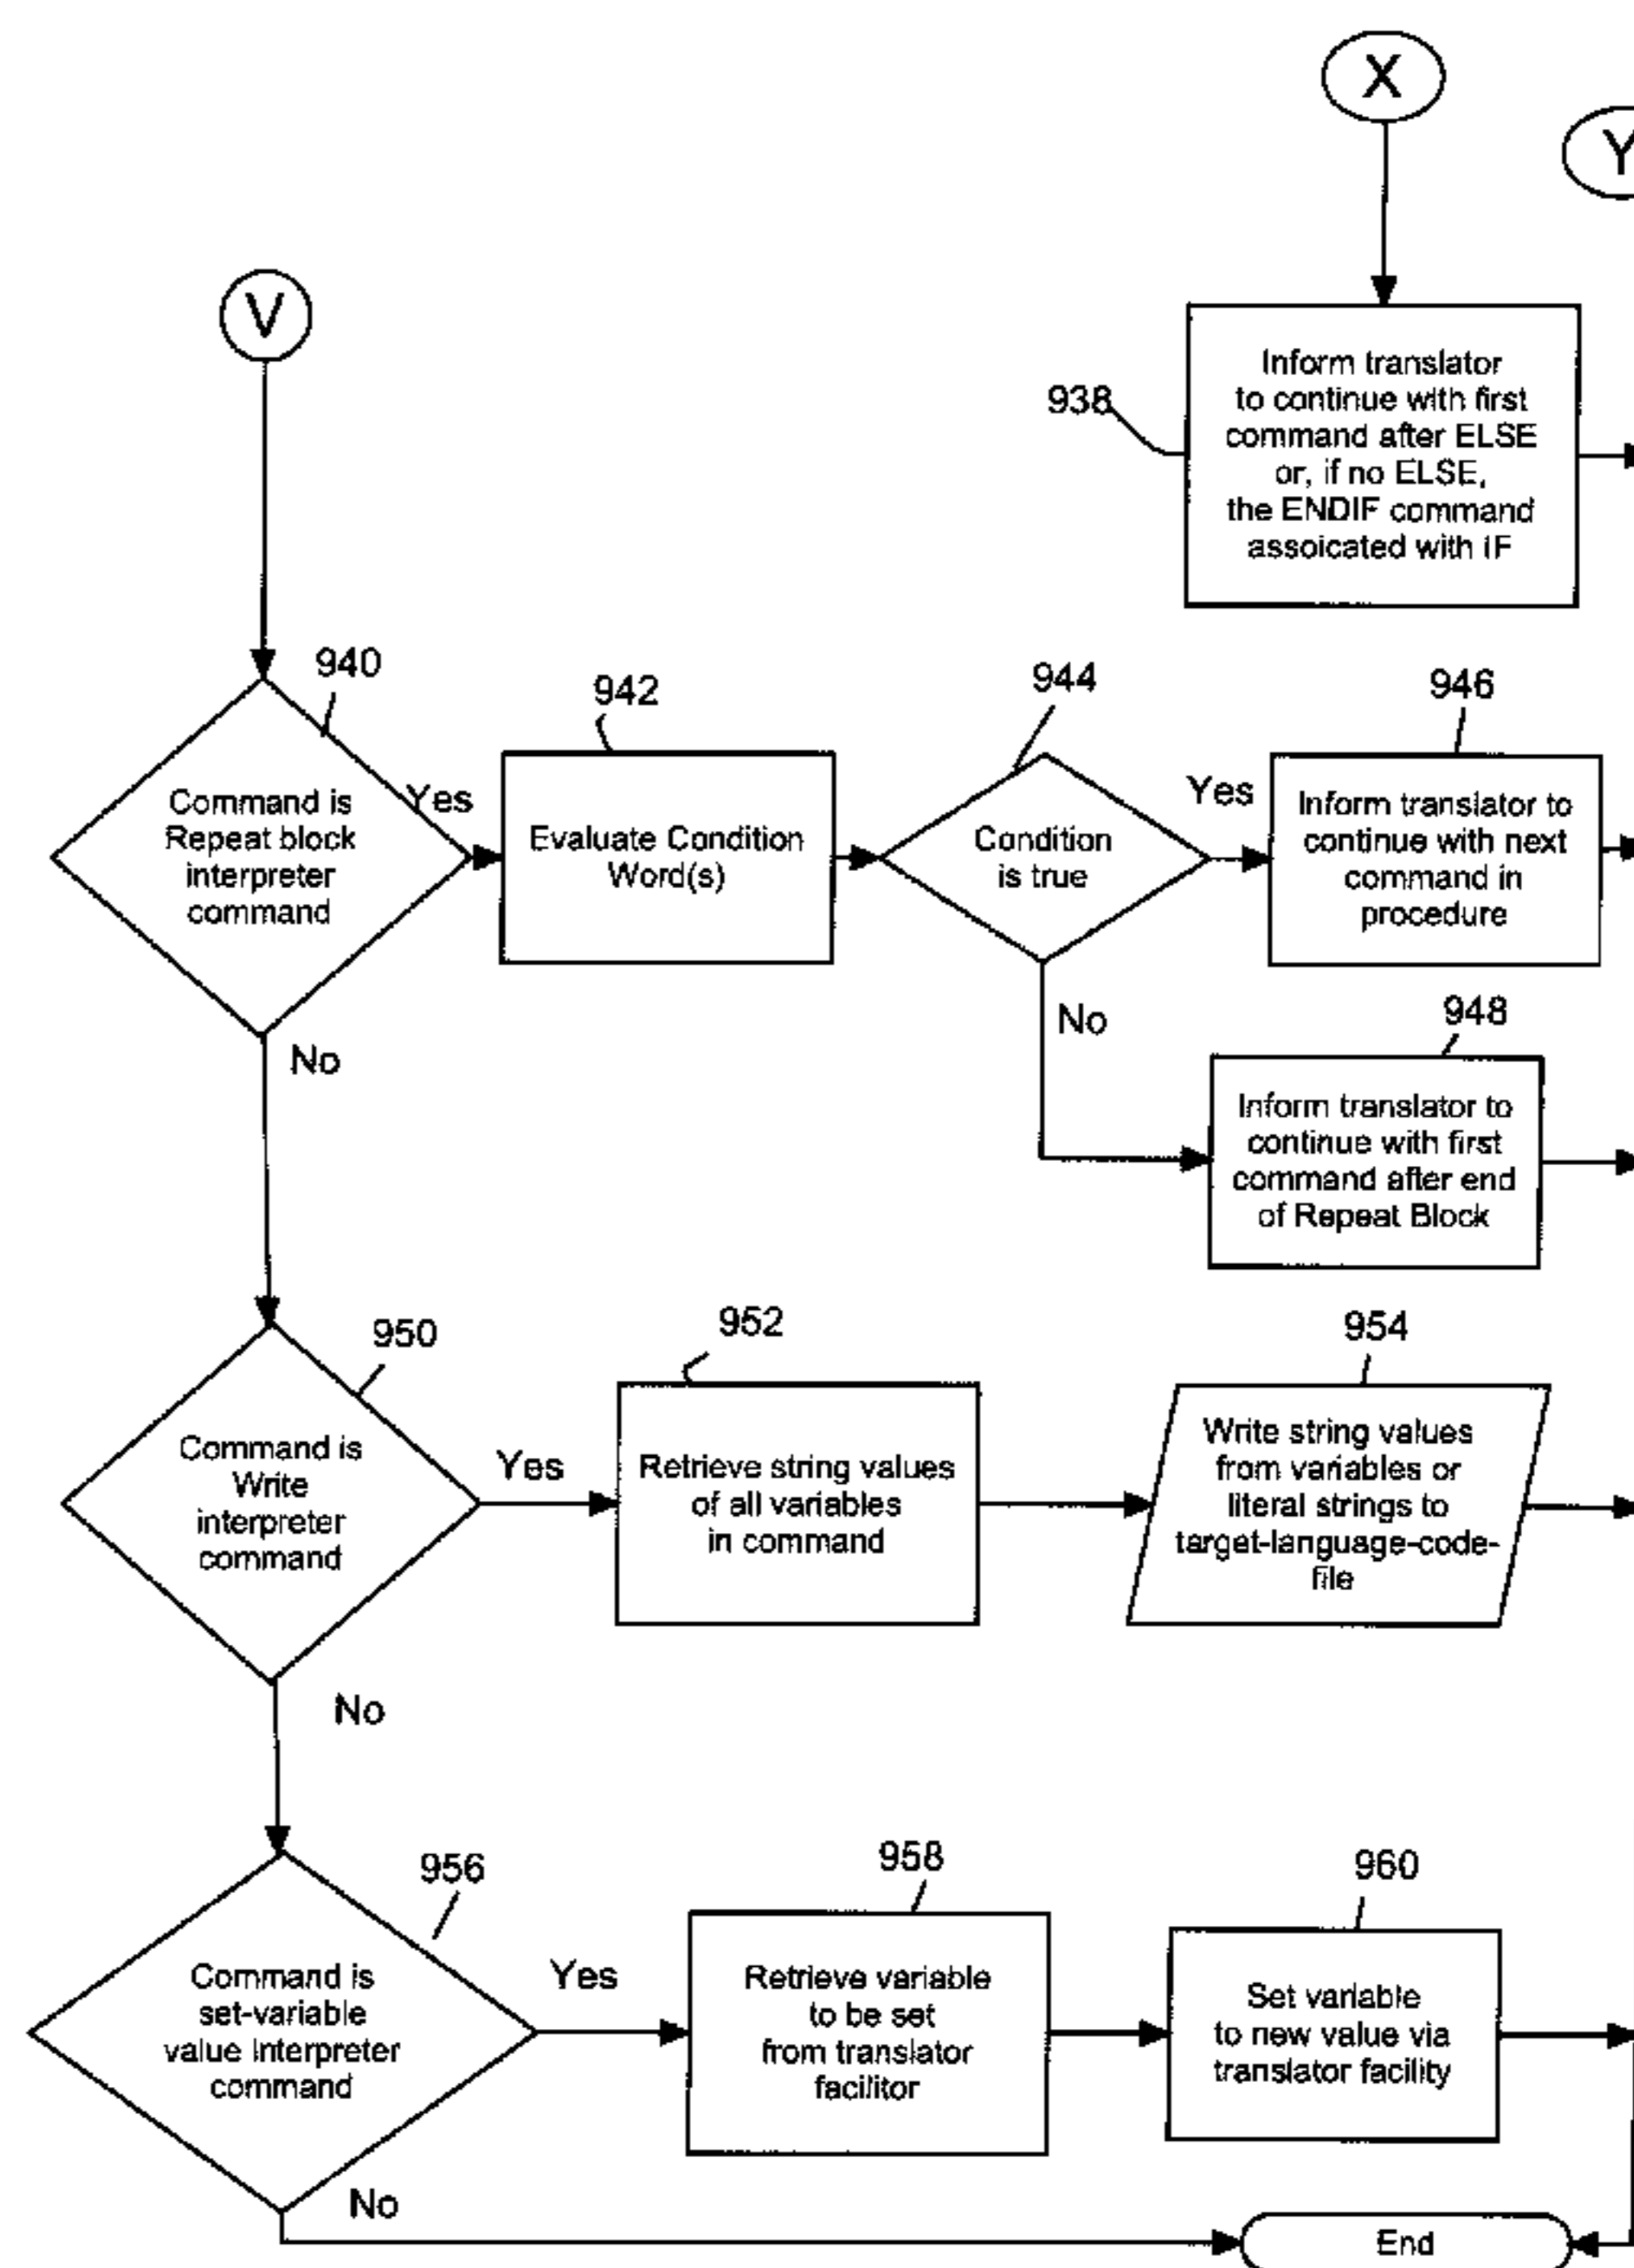 X
Y
V
938
Inform translator
to continue with first
command after ELSE
or, if no ELSE,
the ENDIF command
assoicated with IF
940
942
944
946
Command is
Repeat block
interpreter
command
Yes
Evaluate Condition
Word(s)
Condition
is true
Yes
Inform translator to
continue with next
command in
procedure
No
No
948
Inform translator to
continue with first
command after end
of Repeat Block
950
952
954
Command is
Write
interpreter
command
Yes
Retrieve string values
of all variables
in command
Write string values
from variables or
literal strings to
target-language-code-
file
No
956
958
960
Command is
set-variable
value Interpreter
command
Yes
Retrieve variable
to be set
from translator
facilitor
Set variable
to new value via
translator facility
No
End